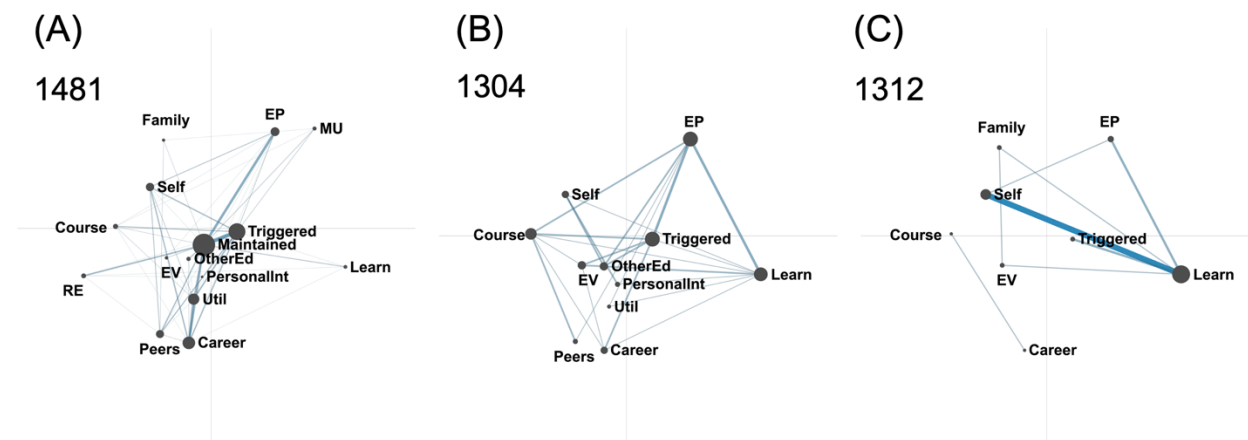 (A)
1481
Family
EP
MU
Self
Course
Triggered
Maintained
OtherEd
EV
PersonalInt
Learn
RE
Util
Peers
Career
(B)
1304
EP
Self
Course
Triggered
OtherEd
EV
PersonalInt
Learn
Util
Peers
Career
(C)
1312
Family
EP
Self
Course
Triggered
EV
Learn
Career